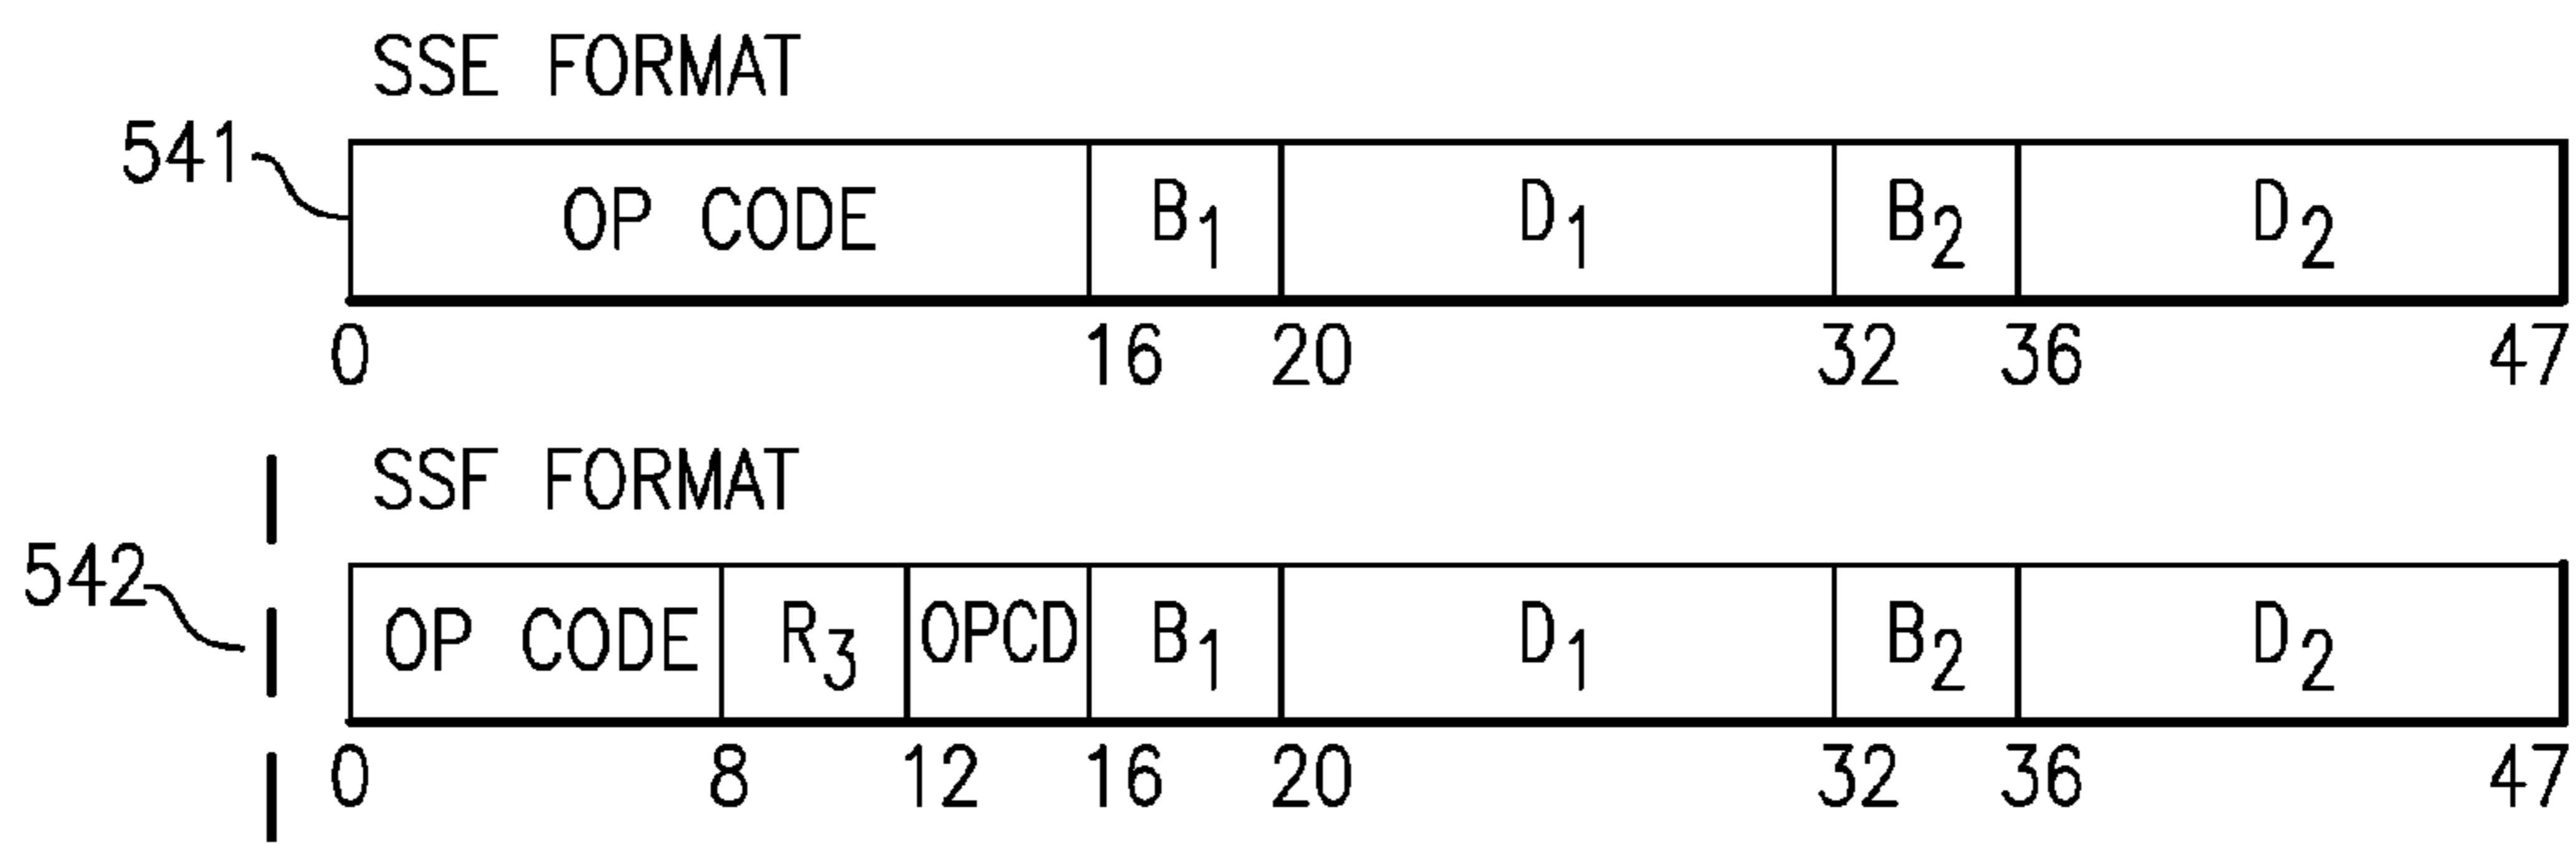 SSE FORMAT
541
OP CODE B1 D1 B2 D2
0 16 20 32 36 47
SSF FORMAT
542
OP CODE R3 OPCD B1 D1 B2 D2
0 8 12 16 20 32 36 47